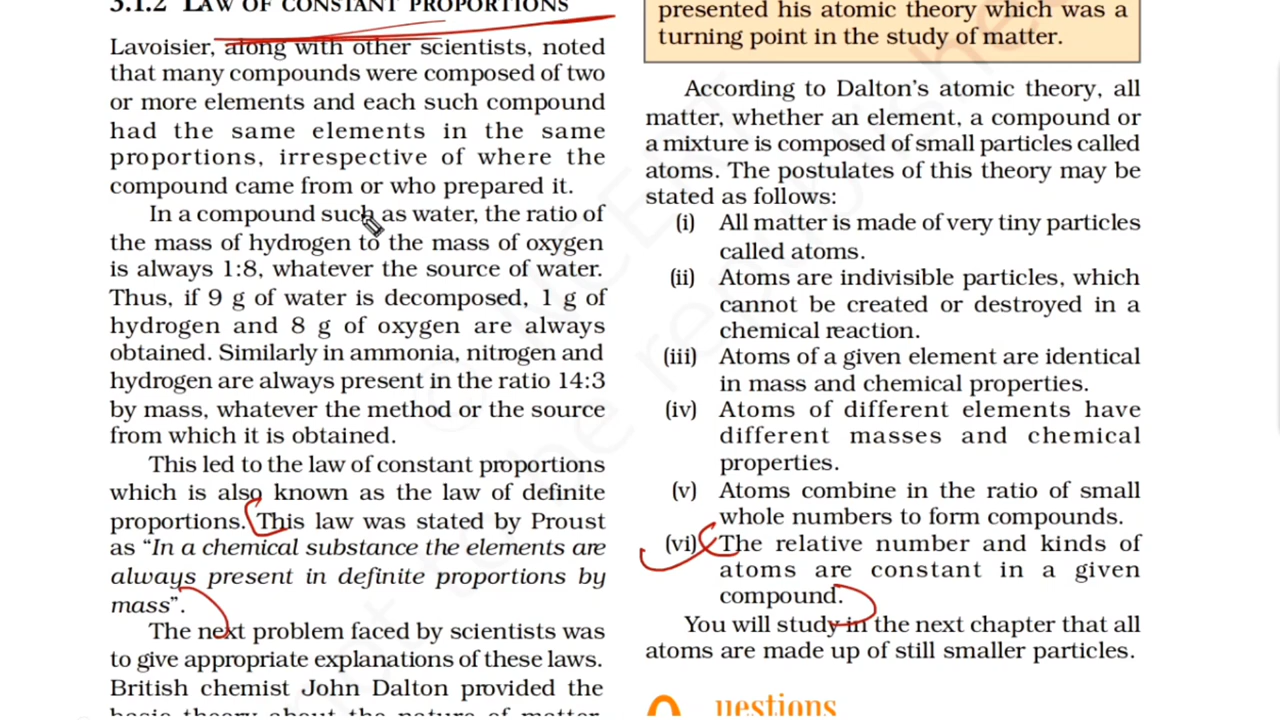 3.1.2 LAW OF CONSTANT PROPORTIONS
Lavoisier, along with other scientists, noted
that many compounds were composed of two
or more elements and each such compound
had the same elements in the same
proportions, irrespective of where the
compound came from or who prepared it.
In a compound such as water, the ratio of
the mass of hydrogen to the mass of oxygen
is always 1:8, whatever the source of water.
Thus, if 9 g of water is decomposed, 1 g of
hydrogen and 8 g of oxygen are always
obtained. Similarly in ammonia, nitrogen and
hydrogen are always present in the ratio 14:3
by mass, whatever the method or the source
from which it is obtained.
This led to the law of constant proportions
which is also known as the law of definite
proportions. This law was stated by Proust
as “In a chemical substance the elements are
always present in definite proportions by
mass”.
The next problem faced by scientists was
to give appropriate explanations of these laws.
British chemist John Dalton provided the
basic theory about the nature of matter.
presented his atomic theory which was a
turning point in the study of matter.
According to Dalton’s atomic theory, all
matter, whether an element, a compound or
a mixture is composed of small particles called
atoms. The postulates of this theory may be
stated as follows:
(i) All matter is made of very tiny particles
called atoms.
(ii) Atoms are indivisible particles, which
cannot be created or destroyed in a
chemical reaction.
(iii) Atoms of a given element are identical
in mass and chemical properties.
(iv) Atoms of different elements have
different masses and chemical
properties.
(v) Atoms combine in the ratio of small
whole numbers to form compounds.
(vi) The relative number and kinds of
atoms are constant in a given
compound.
You will study in the next chapter that all
atoms are made up of still smaller particles.
Questions